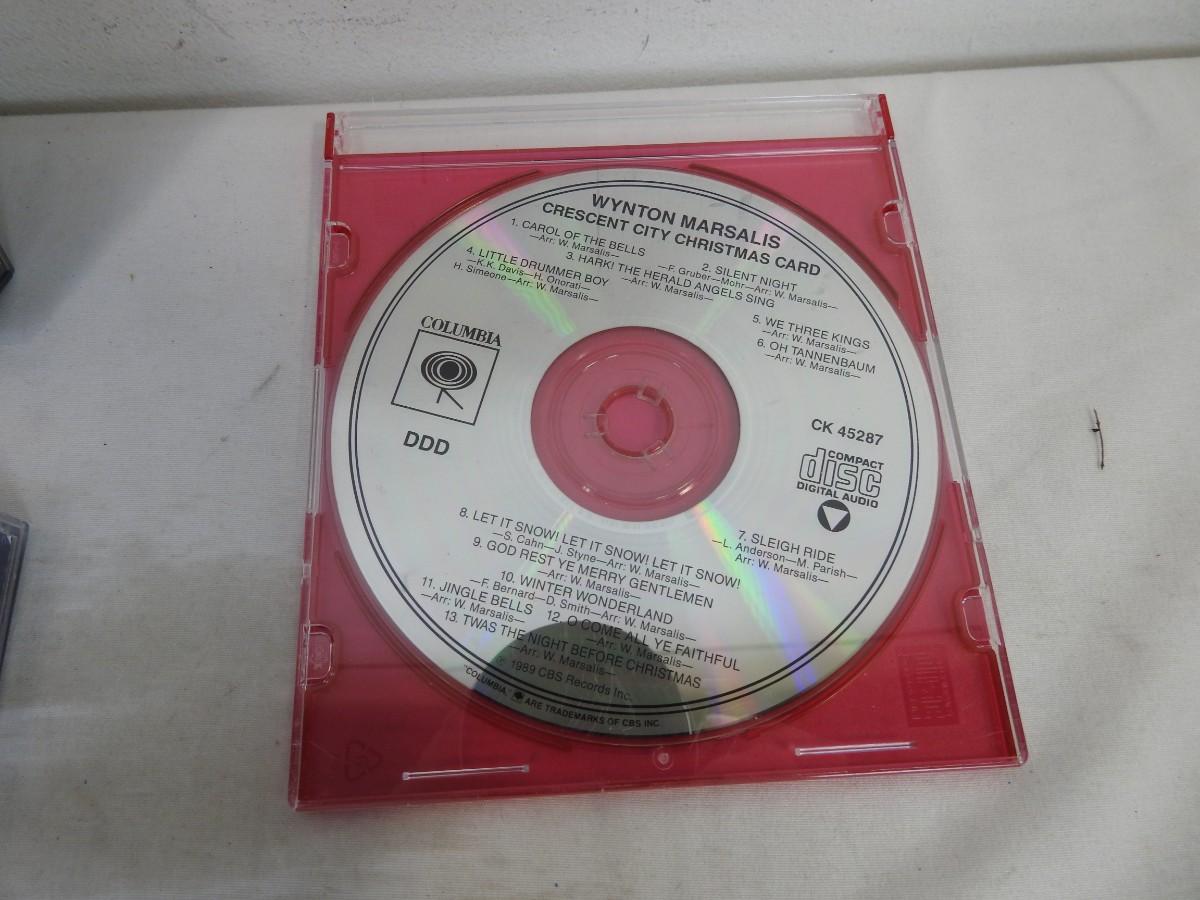 WYNTON MARSALIS
CRESCENT CITY CHRISTMAS CARD
1. CAROL OF THE BELLS
—Arr: W. Marsalis—
2. SILENT NIGHT
—F. Gruber—Mohr—Arr: W. Marsalis—
3. HARK! THE HERALD ANGELS SING
—Arr: W. Marsalis—
4. LITTLE DRUMMER BOY
—K.K. Davis—H. Onorati—
H. Simeone—Arr: W. Marsalis—
5. WE THREE KINGS
—Arr: W. Marsalis—
6. OH TANNENBAUM
—Arr: W. Marsalis—
COLUMBIA
DDD
CK 45287
COMPACT
disc
DIGITAL AUDIO
7. SLEIGH RIDE
—L. Anderson—M. Parish—
Arr: W. Marsalis—
8. LET IT SNOW! LET IT SNOW! LET IT SNOW!
—S. Cahn—J. Styne—Arr: W. Marsalis—
9. GOD REST YE MERRY GENTLEMEN
—Arr: W. Marsalis—
10. WINTER WONDERLAND
—F. Bernard—D. Smith—Arr: W. Marsalis—
11. JINGLE BELLS
—Arr: W. Marsalis—
12. O COME ALL YE FAITHFUL
—Arr: W. Marsalis—
13. TWAS THE NIGHT BEFORE CHRISTMAS
—Arr: W. Marsalis—
℗ 1989 CBS Records Inc.
"COLUMBIA," ARE TRADEMARKS OF CBS INC.